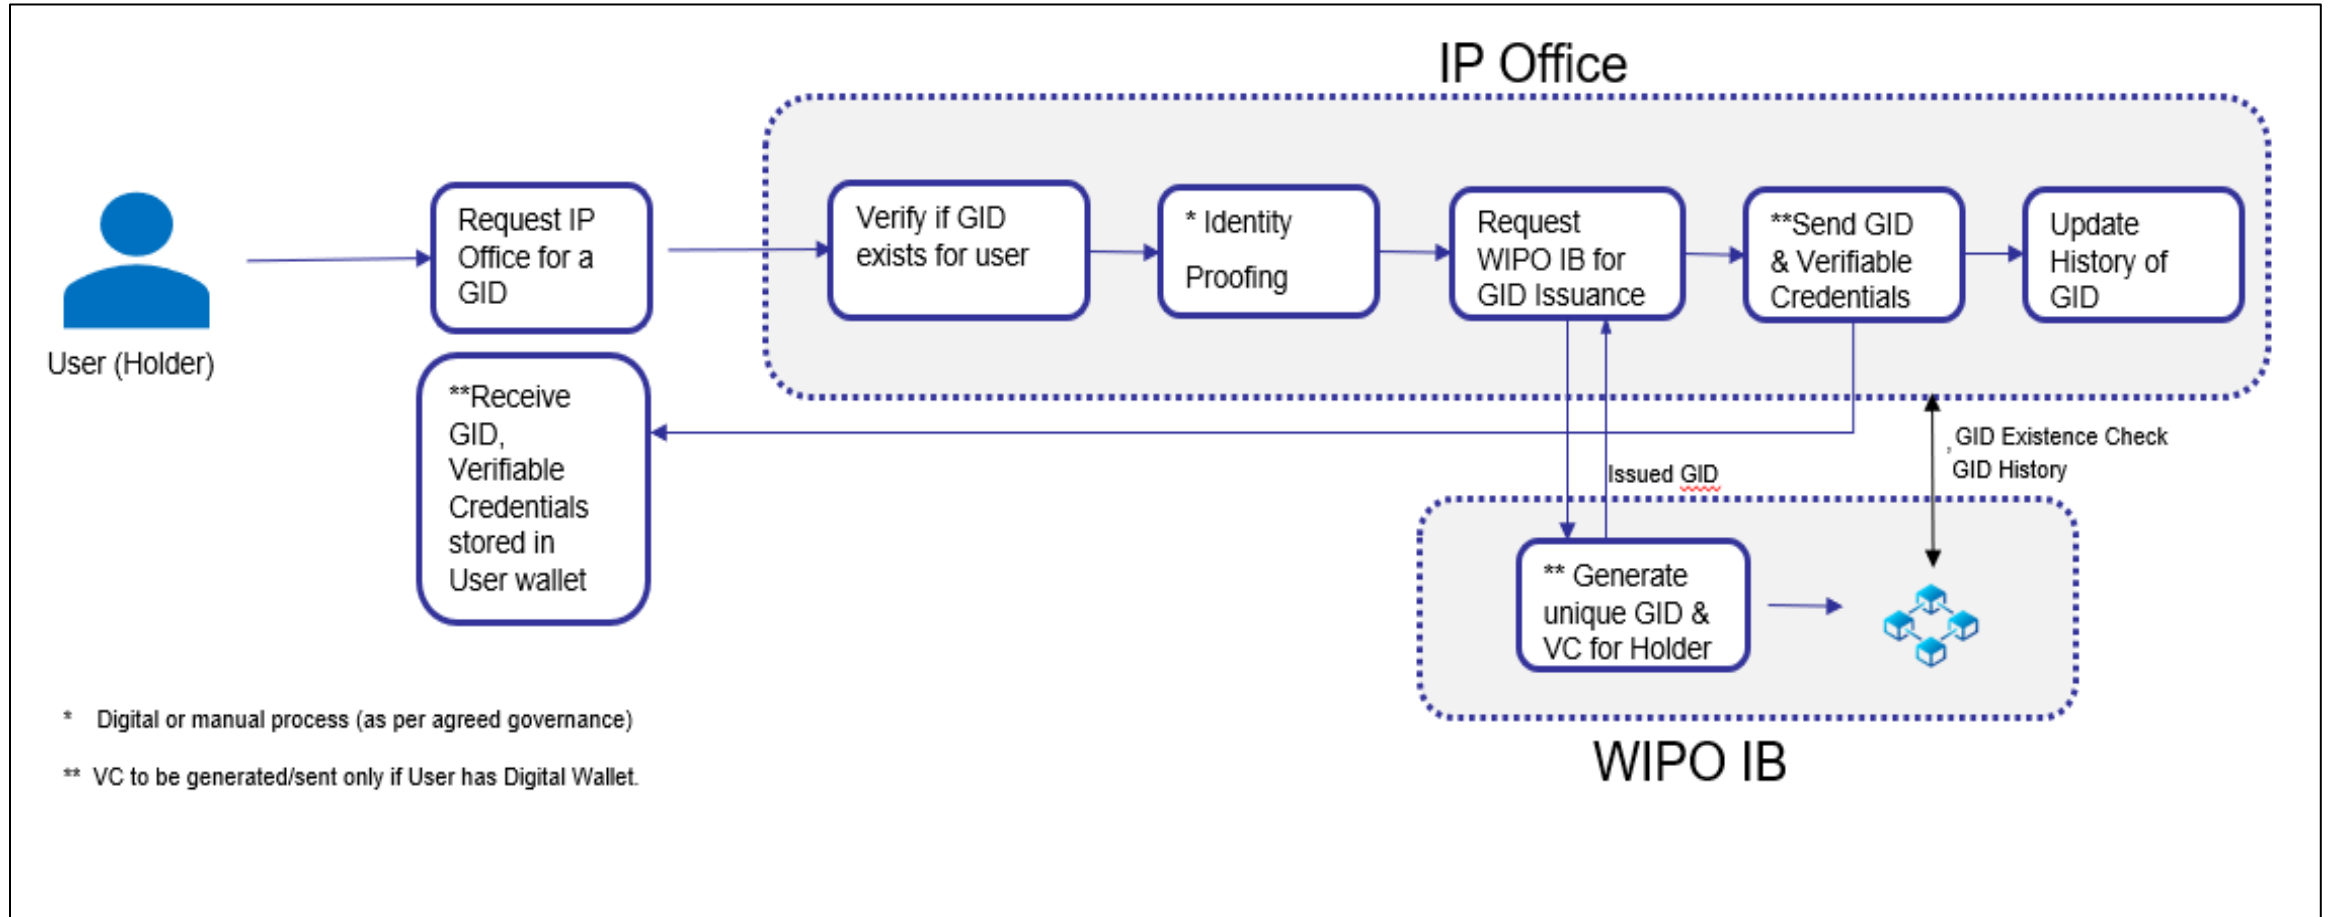 IP Office
User (Holder)
Request IP
Office for a
GID
Verify if GID
exists for user
* Identity
Proofing
Request
WIPO IB for
GID Issuance
**Send GID
& Verifiable
Credentials
Update
History of
GID
**Receive
GID,
Verifiable
Credentials
stored in
User wallet
Issued GID
, GID Existence Check
GID History
** Generate
unique GID &
VC for Holder
WIPO IB
* Digital or manual process (as per agreed governance)
** VC to be generated/sent only if User has Digital Wallet.